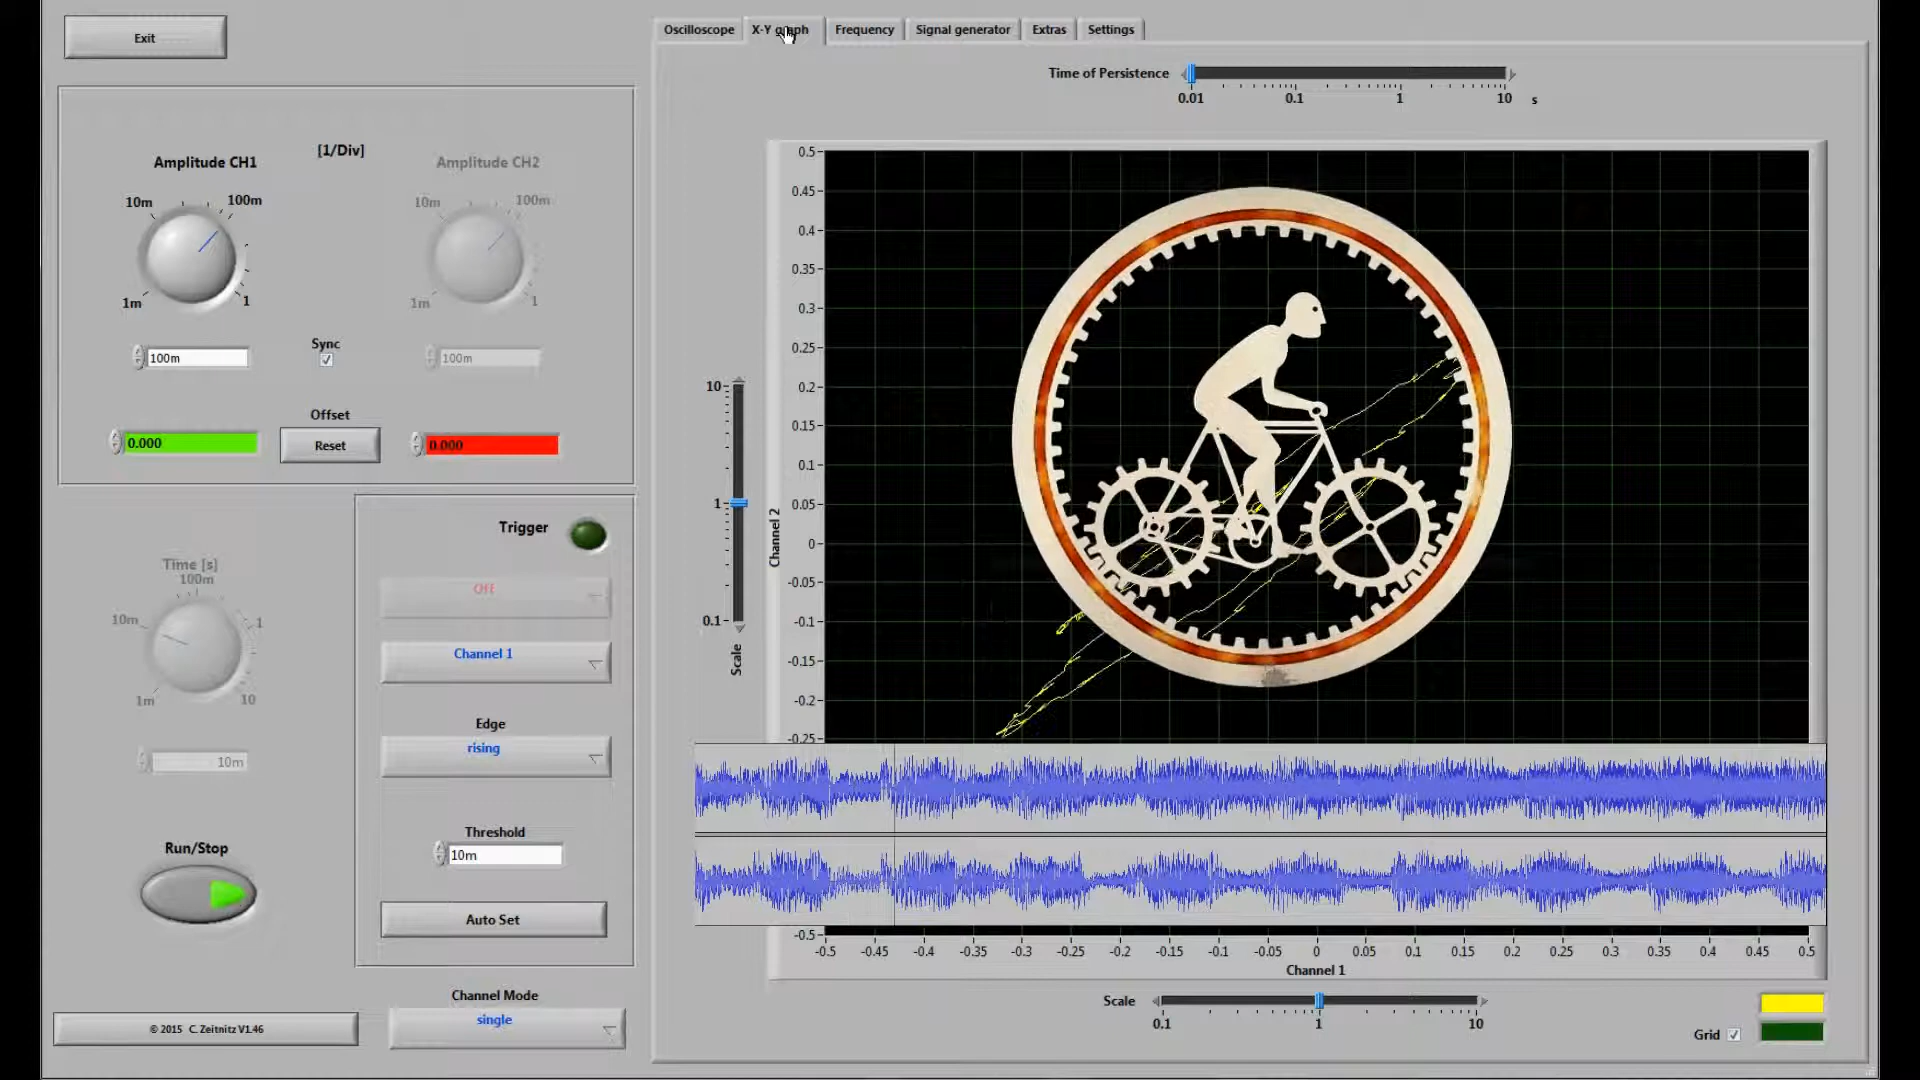 Exit
Oscilloscope X-Y graph Frequency Signal generator Extras Settings
Time of Persistence
0.01 0.1 1 10 s
[1/Div]
Amplitude CH1
Amplitude CH2
10m 100m
1m 1
10m 100m
1m 1
100m
Sync
100m
Offset
0.000
Reset
0.000
Time [s]
100m
10m 1
1m 10
10m
Run/Stop
Trigger
Off
Channel 1
Edge
rising
Threshold
10m
Auto Set
Channel Mode
single
© 2015 C. Zeitnitz V1.46
10
1
0.1
Scale
Channel 2
0.5
0.45
0.4
0.35
0.3
0.25
0.2
0.15
0.1
0.05
0
-0.05
-0.1
-0.15
-0.2
-0.25
-0.5
-0.5 -0.45 -0.4 -0.35 -0.3 -0.25 -0.2 -0.15 -0.1 -0.05 0 0.05 0.1 0.15 0.2 0.25 0.3 0.35 0.4 0.45 0.5
Channel 1
Scale
0.1 1 10
Grid